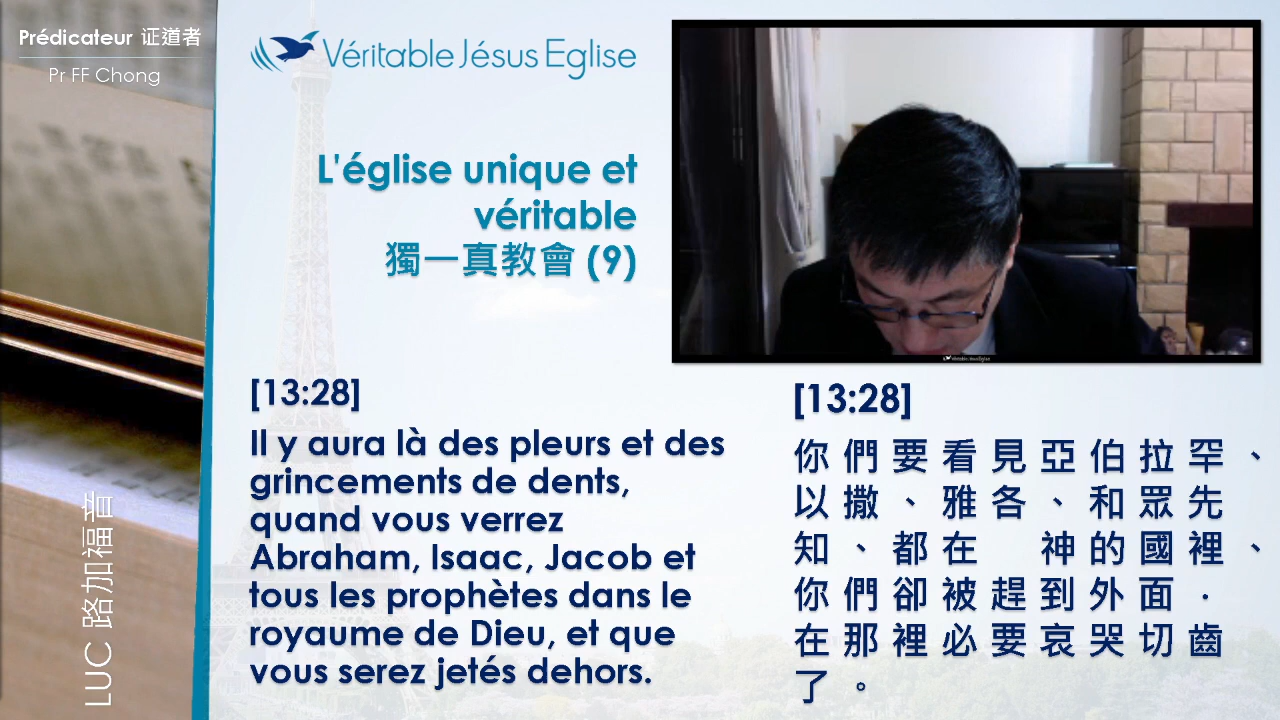 Prédicateur 证道者
Pr FF Chong
Véritable Jésus Eglise
L'église unique et
véritable
獨一真教會 (9)
[13:28]
Il y aura là des pleurs et des
grincements de dents,
quand vous verrez
Abraham, Isaac, Jacob et
tous les prophètes dans le
royaume de Dieu, et que
vous serez jetés dehors.
[13:28]
你們要看見亞伯拉罕、
以撒、雅各、和眾先
知、都在　神的國裡、
你們卻被趕到外面．
在那裡必要哀哭切齒
了。
LUC 路加福音
Véritable Jésus Eglise